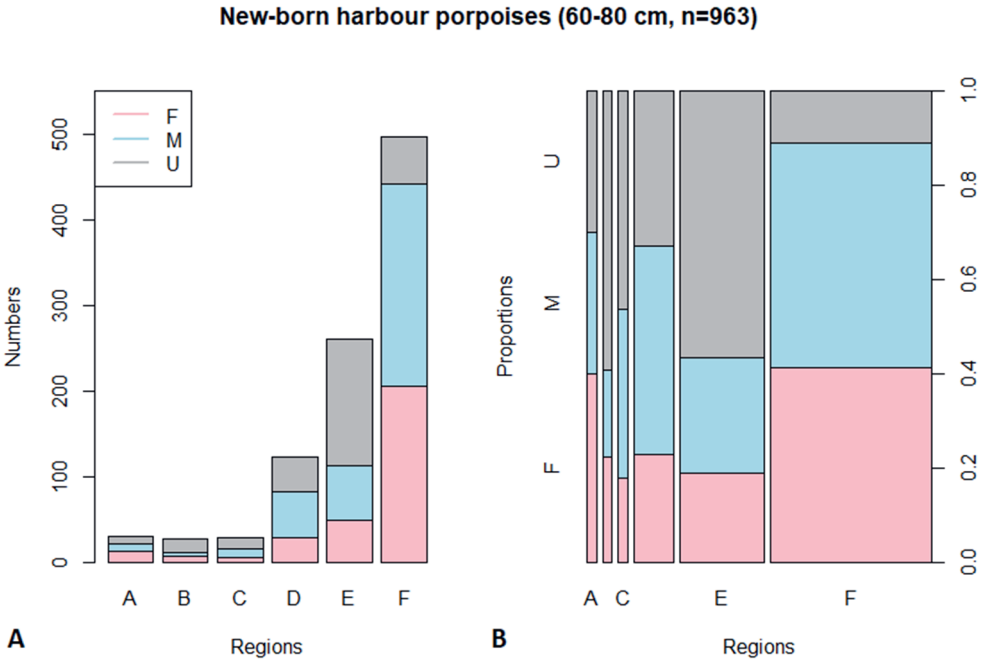 New-born harbour porpoises (60-80 cm, n=963)
Numbers
0 100 200 300 400 500
F
M
U
A B C D E F
Regions
A
Proportions
F M U
0.0 0.2 0.4 0.6 0.8 1.0
A C E F
Regions
B